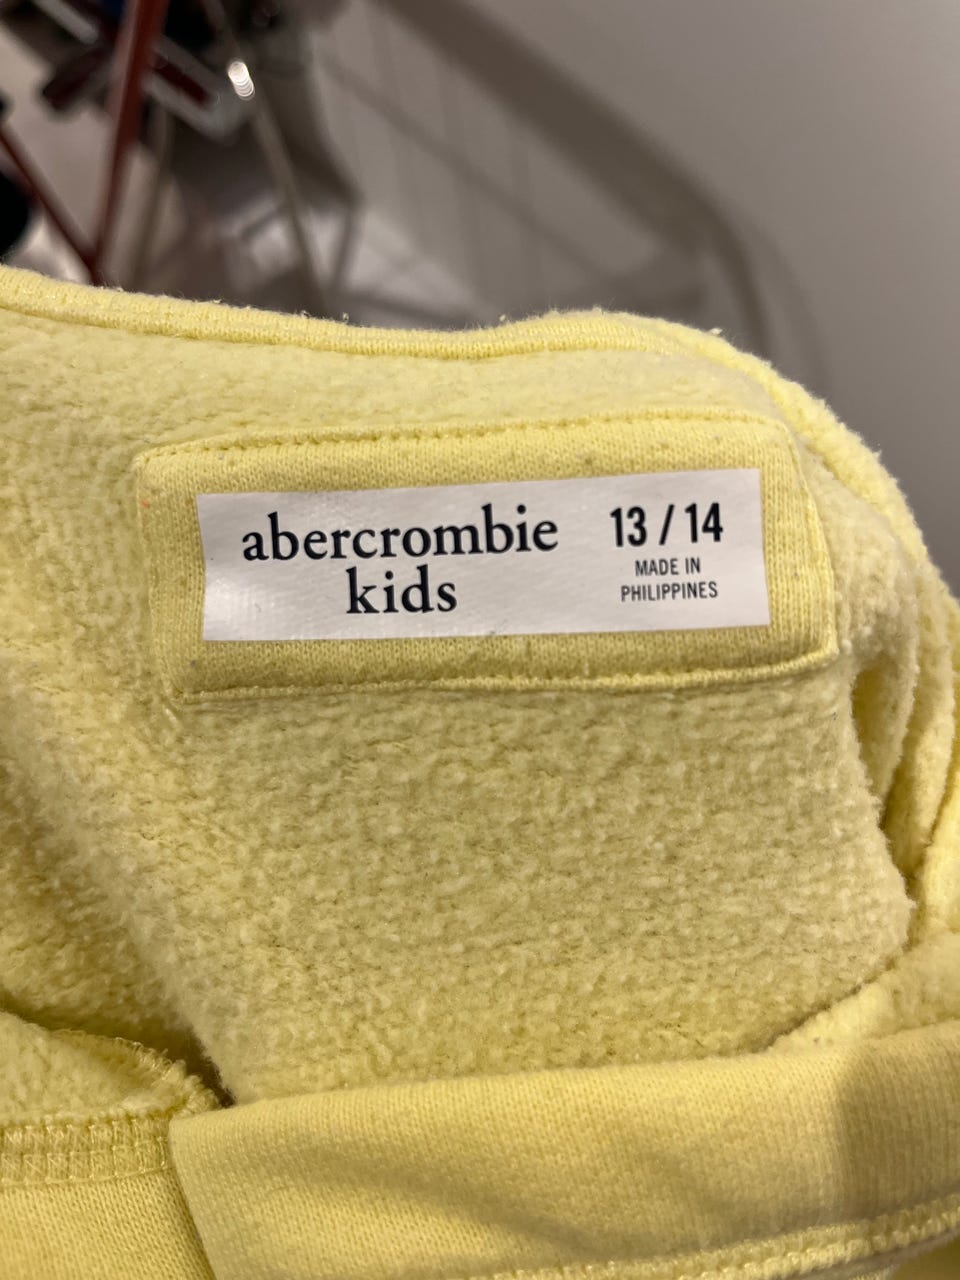 abercrombie
kids
13 / 14
MADE IN
PHILIPPINES